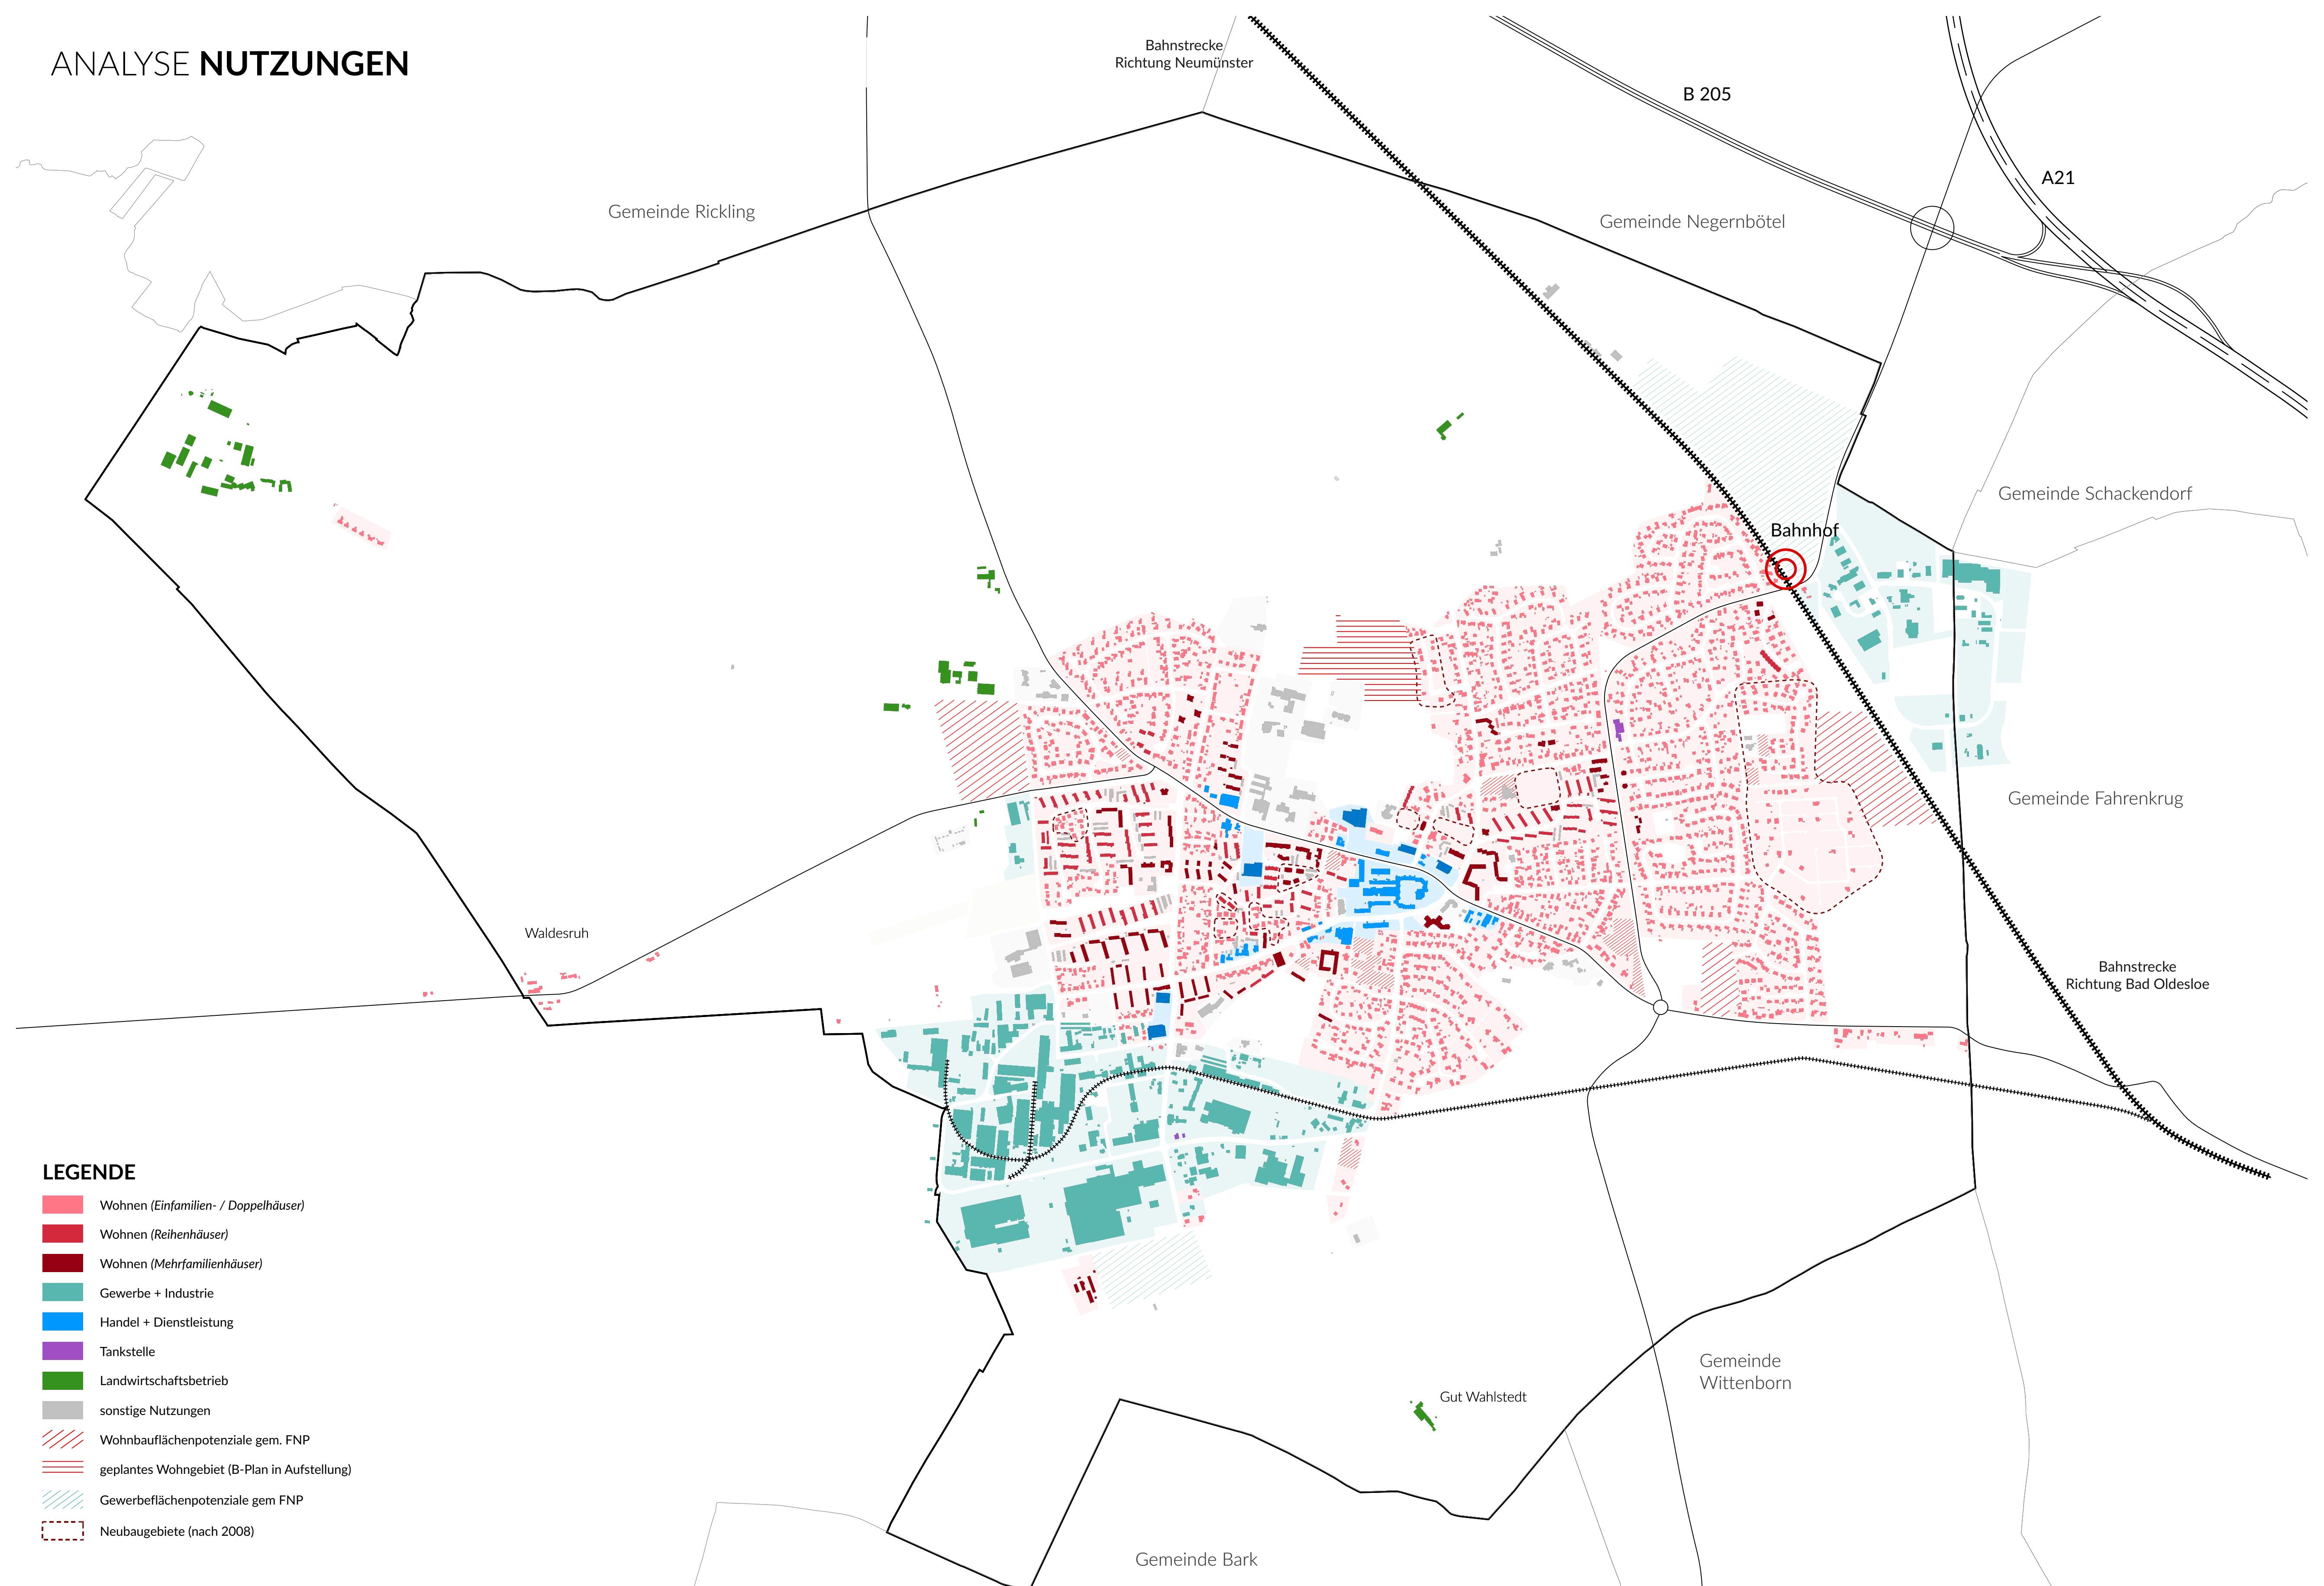 ANALYSE NUTZUNGEN
Bahnstrecke
Richtung Neumünster
B 205
A21
Gemeinde Rickling
Gemeinde Negernbötel
Gemeinde Schackendorf
Bahnhof
Gemeinde Fahrenkrug
Waldesruh
Bahnstrecke
Richtung Bad Oldesloe
Gemeinde
Wittenborn
Gut Wahlstedt
Gemeinde Bark
LEGENDE
Wohnen (Einfamilien- / Doppelhäuser)
Wohnen (Reihenhäuser)
Wohnen (Mehrfamilienhäuser)
Gewerbe + Industrie
Handel + Dienstleistung
Tankstelle
Landwirtschaftsbetrieb
sonstige Nutzungen
Wohnbauflächenpotenziale gem. FNP
geplantes Wohngebiet (B-Plan in Aufstellung)
Gewerbeflächenpotenziale gem FNP
Neubaugebiete (nach 2008)